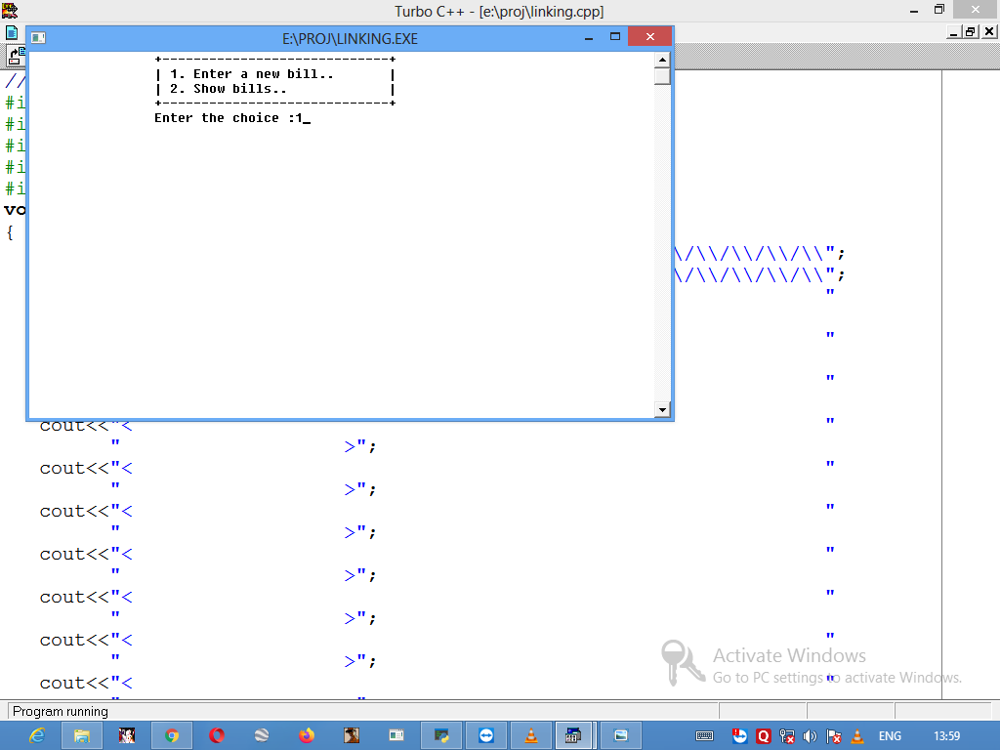 Turbo C++ - [e:\proj\linking.cpp]
E:\PROJ\LINKING.EXE
+-----------------------------+
| 1. Enter a new bill..       |
| 2. Show bills..             |
+-----------------------------+
Enter the choice :1_
//
#i
#i
#i
#i
#i
vo
{
\/\\/\\/\\/\\/\\";
\/\\/\\/\\/\\/\\";
"
"
"
cout<<"< "
" >";
cout<<"< "
" >";
cout<<"< "
" >";
cout<<"< "
" >";
cout<<"< "
" >";
cout<<"< "
" >";
cout<<"< "
Activate Windows
Go to PC settings to activate Windows.
Program running
ENG 13:59